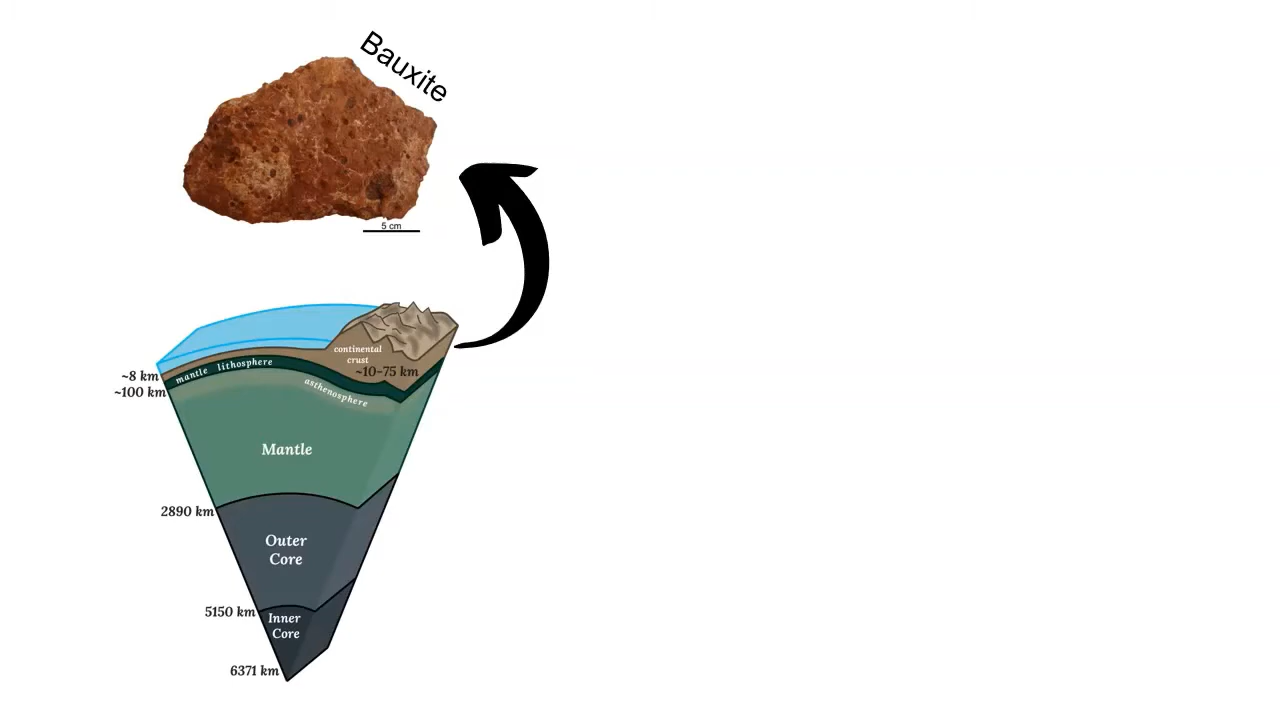 Bauxite
5 cm
continental
crust
~10-75 km
mantle lithosphere
asthenosphere
~8 km
~100 km
Mantle
2890 km
Outer
Core
5150 km
Inner
Core
6371 km